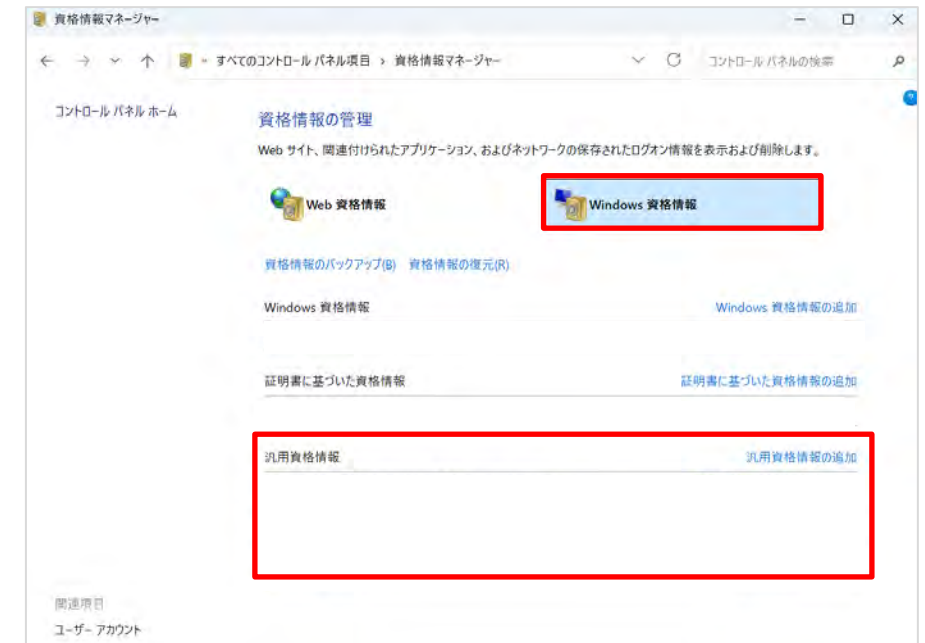 資格情報マネージャー
すべてのコントロール パネル項目 › 資格情報マネージャー
コントロール パネルの検索
コントロール パネル ホーム
資格情報の管理
Web サイト、関連付けられたアプリケーション、およびネットワークの保存されたログオン情報を表示および削除します。
Web 資格情報
Windows 資格情報
資格情報のバックアップ(B) 資格情報の復元(R)
Windows 資格情報 Windows 資格情報の追加
証明書に基づいた資格情報 証明書に基づいた資格情報の追加
汎用資格情報 汎用資格情報の追加
関連項目
ユーザー アカウント